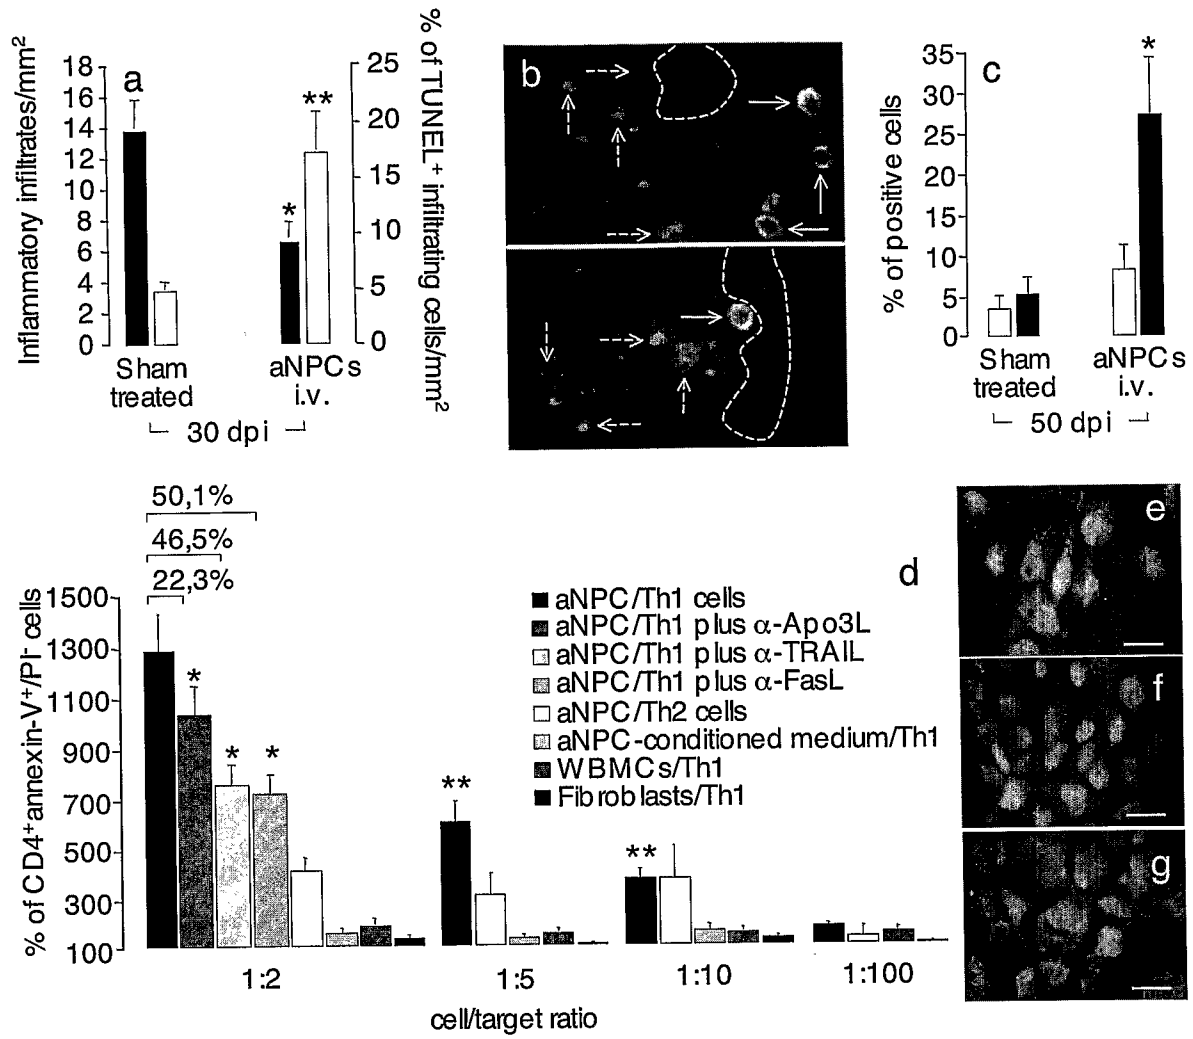 a
Inflammatory infiltrates/mm²
18
16
14
12
10
8
6
4
2
0
*
**
25
20
15
10
5
0
% of TUNEL⁺ infiltrating cells/mm²
Sham treated
aNPCs i.v.
30 dpi
b
c
% of positive cells
35
30
25
20
15
10
5
0
*
Sham treated
aNPCs i.v.
50 dpi
50,1%
46,5%
22,3%
% of CD4⁺annexin-V⁺/PI⁻ cells
1500
1300
1100
900
700
500
300
100
*
*
*
**
**
d
aNPC/Th1 cells
aNPC/Th1 plus α-Apo3L
aNPC/Th1 plus α-TRAIL
aNPC/Th1 plus α-FasL
aNPC/Th2 cells
aNPC-conditioned medium/Th1
WBMCs/Th1
Fibroblasts/Th1
1:2
1:5
1:10
1:100
cell/target ratio
e
f
g